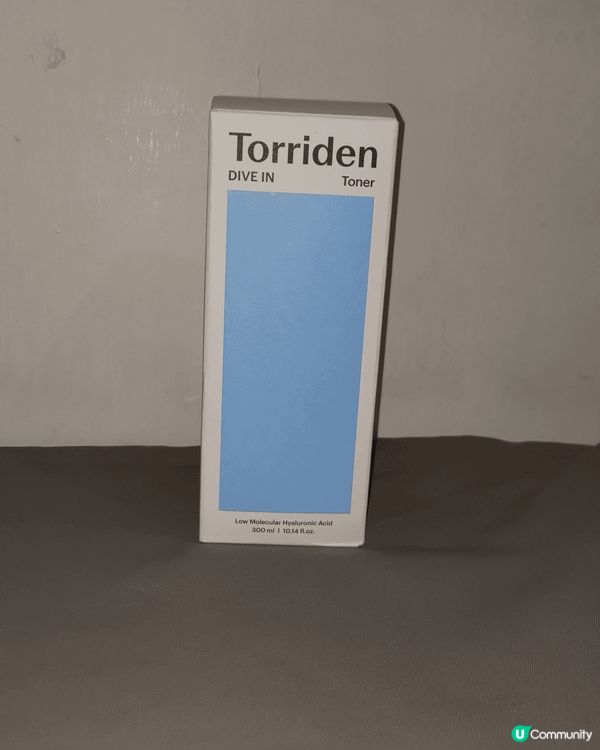 Torriden
DIVE IN Toner
Low Molecular Hyaluronic Acid
300 ml | 10.14 fl.oz.
U Community